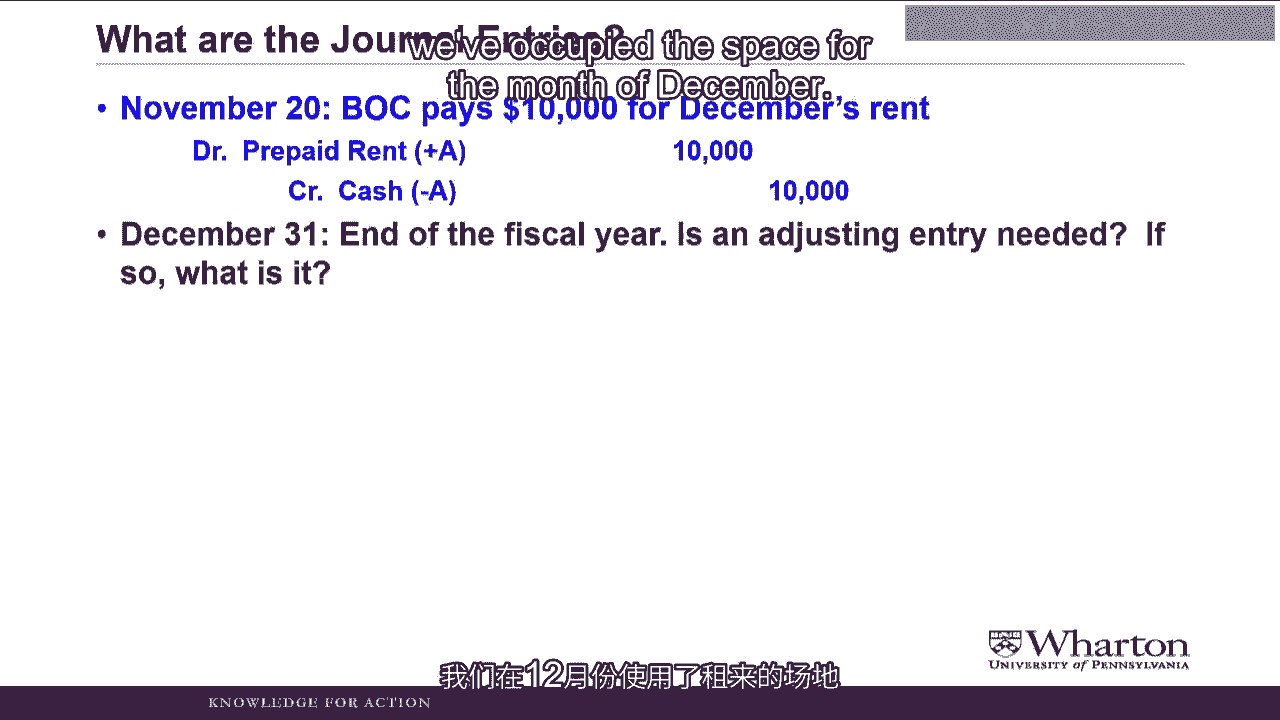 What are the Journal Entries?
we've occupied the space for
the month of December.
• November 20: BOC pays $10,000 for December's rent
Dr. Prepaid Rent (+A) 10,000
Cr. Cash (-A) 10,000
• December 31: End of the fiscal year. Is an adjusting entry needed? If
so, what is it?
Wharton
UNIVERSITY of PENNSYLVANIA
我们在12月份使用了租来的场地
KNOWLEDGE FOR ACTION